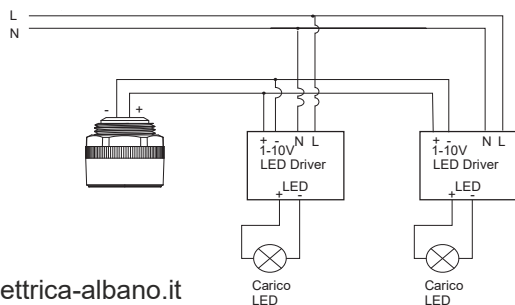 L
N
- +
+ - N L
1-10V
LED Driver
LED
+ -
Carico
LED
+ - N L
1-10V
LED Driver
LED
+ -
Carico
LED
ettrica-albano.it